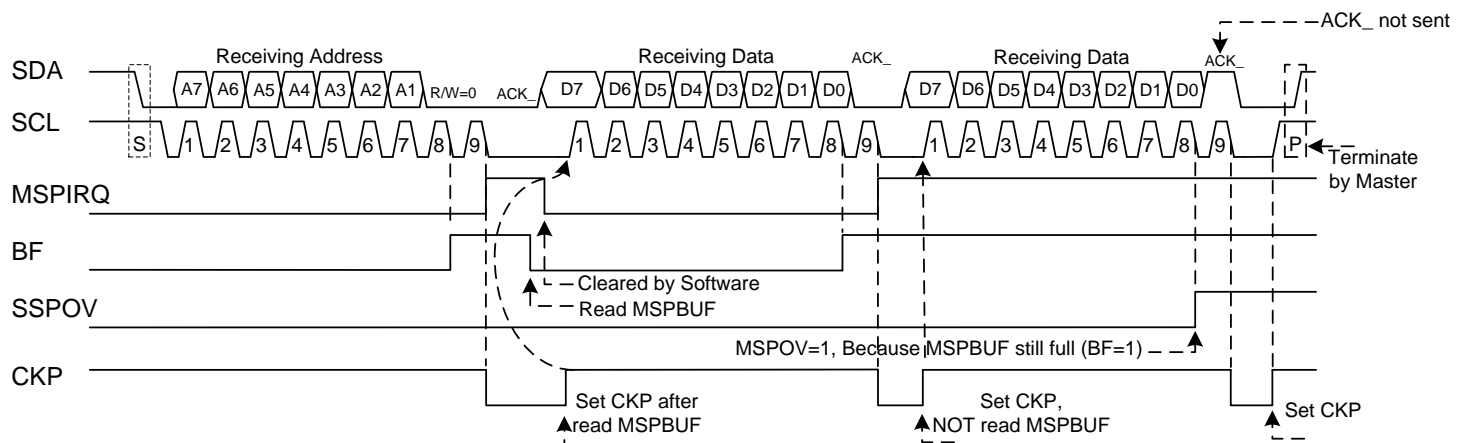 ACK_ not sent
Receiving Address
Receiving Data
ACK_
Receiving Data
ACK_
SDA
A7 A6 A5 A4 A3 A2 A1 R/W=0 ACK_ D7 D6 D5 D4 D3 D2 D1 D0 D7 D6 D5 D4 D3 D2 D1 D0
SCL
S 1 2 3 4 5 6 7 8 9 1 2 3 4 5 6 7 8 9 1 2 3 4 5 6 7 8 9 P
Terminate
by Master
MSPIRQ
BF
Cleared by Software
Read MSPBUF
SSPOV
MSPOV=1, Because MSPBUF still full (BF=1)
CKP
Set CKP after
read MSPBUF
Set CKP,
NOT read MSPBUF
Set CKP